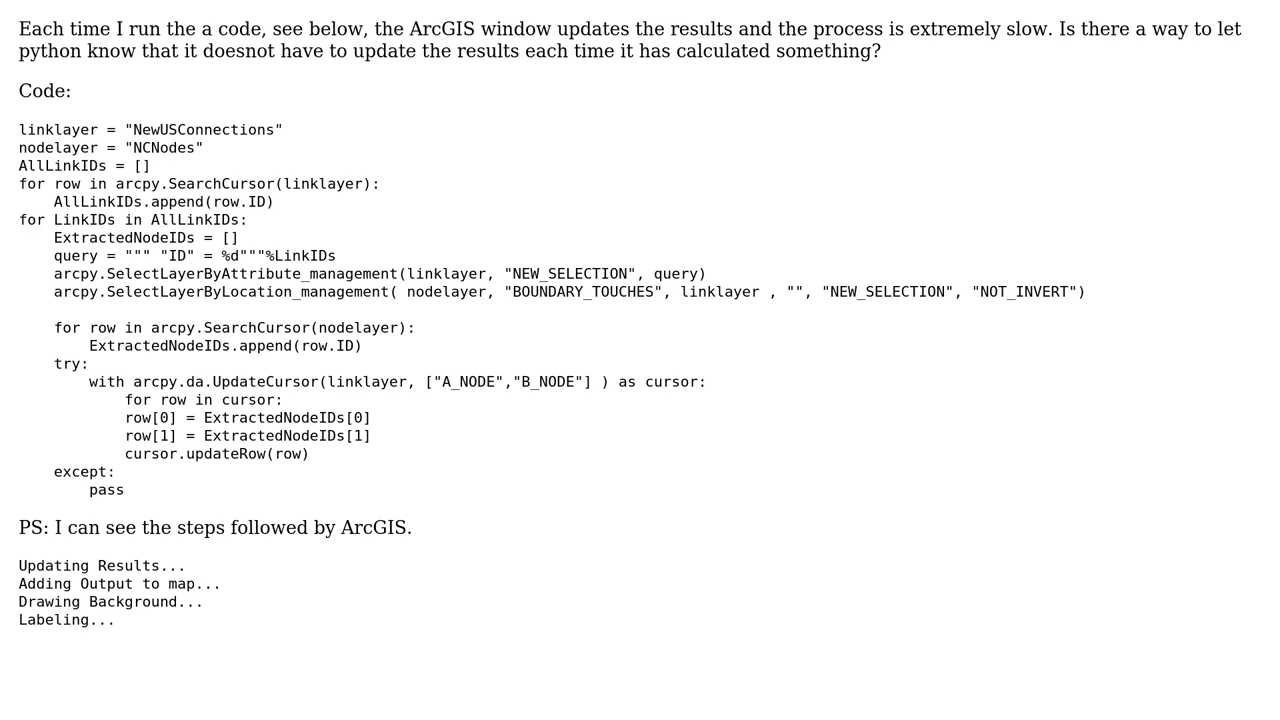 Each time I run the a code, see below, the ArcGIS window updates the results and the process is extremely slow. Is there a way to let
python know that it doesnot have to update the results each time it has calculated something?
Code:
linklayer = "NewUSConnections"
nodelayer = "NCNodes"
AllLinkIDs = []
for row in arcpy.SearchCursor(linklayer):
    AllLinkIDs.append(row.ID)
for LinkIDs in AllLinkIDs:
    ExtractedNodeIDs = []
    query = """ "ID" = %d"""%LinkIDs
    arcpy.SelectLayerByAttribute_management(linklayer, "NEW_SELECTION", query)
    arcpy.SelectLayerByLocation_management( nodelayer, "BOUNDARY_TOUCHES", linklayer , "", "NEW_SELECTION", "NOT_INVERT")
    for row in arcpy.SearchCursor(nodelayer):
        ExtractedNodeIDs.append(row.ID)
    try:
        with arcpy.da.UpdateCursor(linklayer, ["A_NODE","B_NODE"] ) as cursor:
            for row in cursor:
            row[0] = ExtractedNodeIDs[0]
            row[1] = ExtractedNodeIDs[1]
            cursor.updateRow(row)
    except:
        pass
PS: I can see the steps followed by ArcGIS.
Updating Results...
Adding Output to map...
Drawing Background...
Labeling...